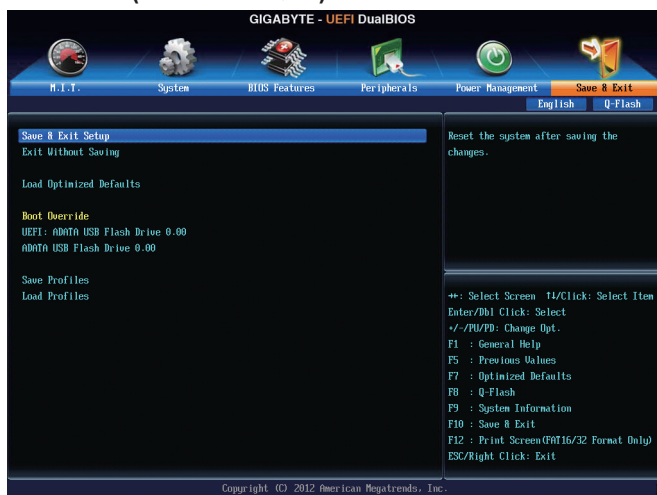 GIGABYTE - UEFI DualBIOS
M.I.T. System BIOS Features Peripherals Power Management Save & Exit
English Q-Flash
Save & Exit Setup
Exit Without Saving
Load Optimized Defaults
Boot Override
UEFI: ADATA USB Flash Drive 0.00
ADATA USB Flash Drive 0.00
Save Profiles
Load Profiles
Reset the system after saving the
changes.
→←: Select Screen ↑↓/Click: Select Item
Enter/Dbl Click: Select
+/-/PU/PD: Change Opt.
F1 : General Help
F5 : Previous Values
F7 : Optimized Defaults
F8 : Q-Flash
F9 : System Information
F10 : Save & Exit
F12 : Print Screen(FAT16/32 Format Only)
ESC/Right Click: Exit
Copyright (C) 2012 American Megatrends, Inc.